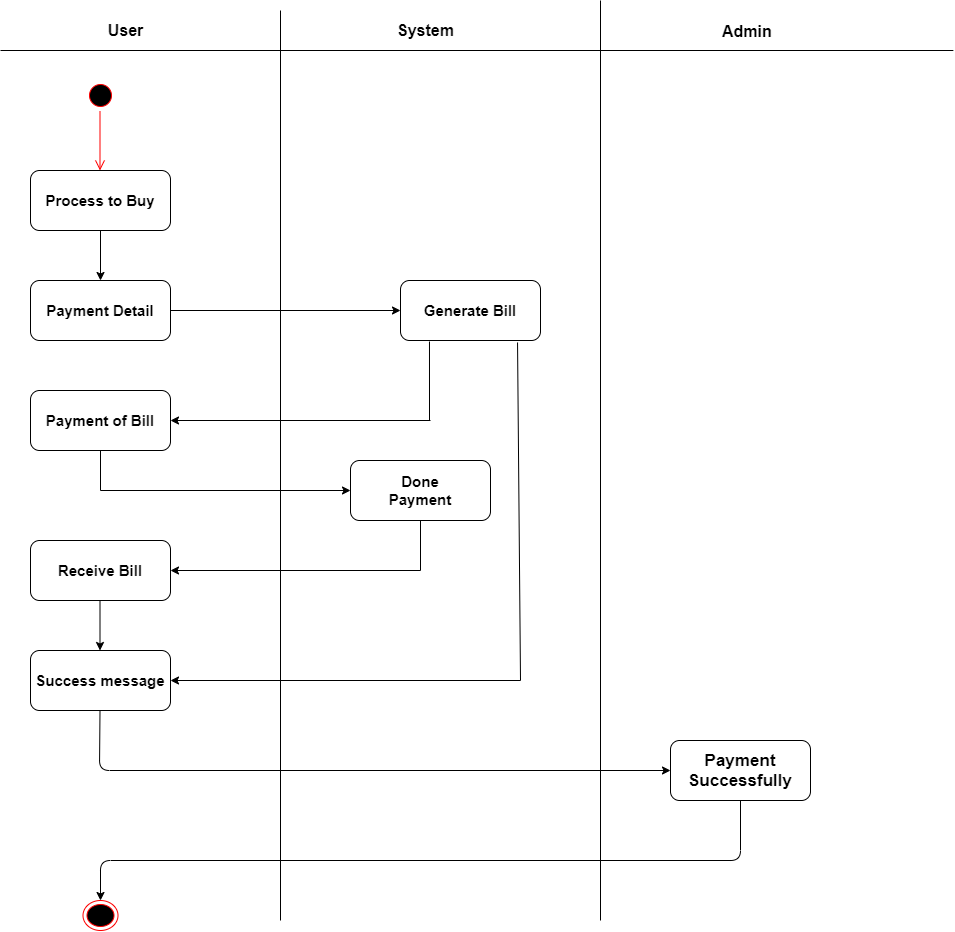 User
System
Admin
Process to Buy
Payment Detail
Generate Bill
Payment of Bill
Done
Payment
Receive Bill
Success message
Payment
Successfully